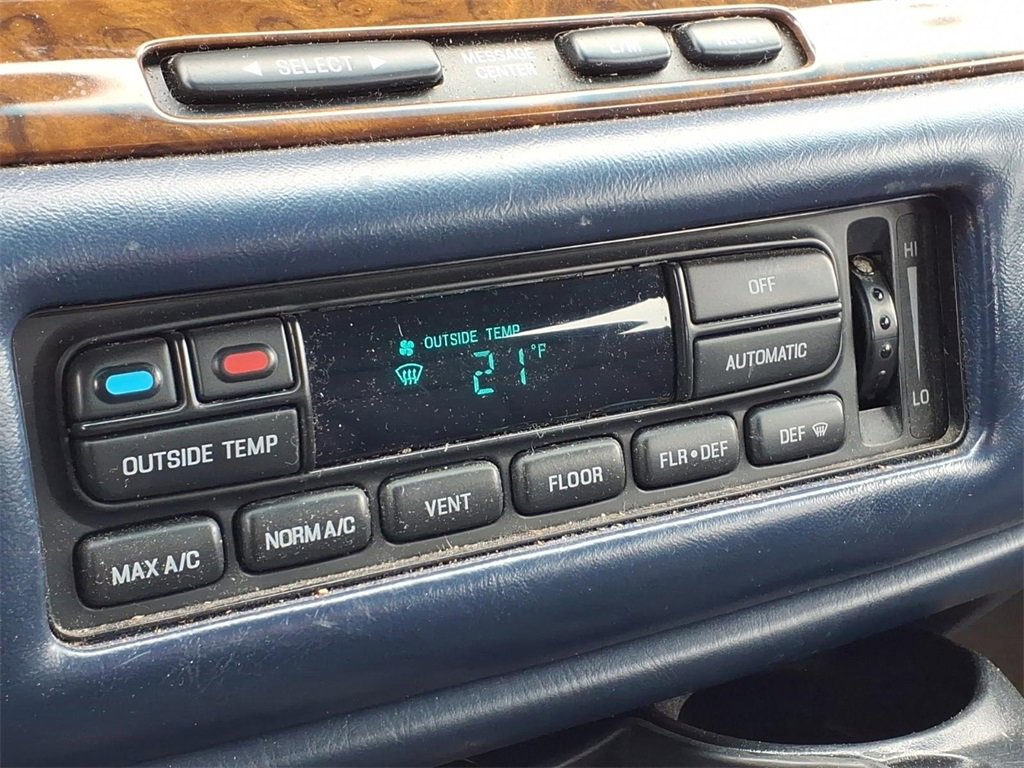 ◄ SELECT ►
MESSAGE
CENTER
E/M
RESET
OUTSIDE TEMP
21°F
OFF
AUTOMATIC
HI
LO
OUTSIDE TEMP
MAX A/C
NORM A/C
VENT
FLOOR
FLR•DEF
DEF